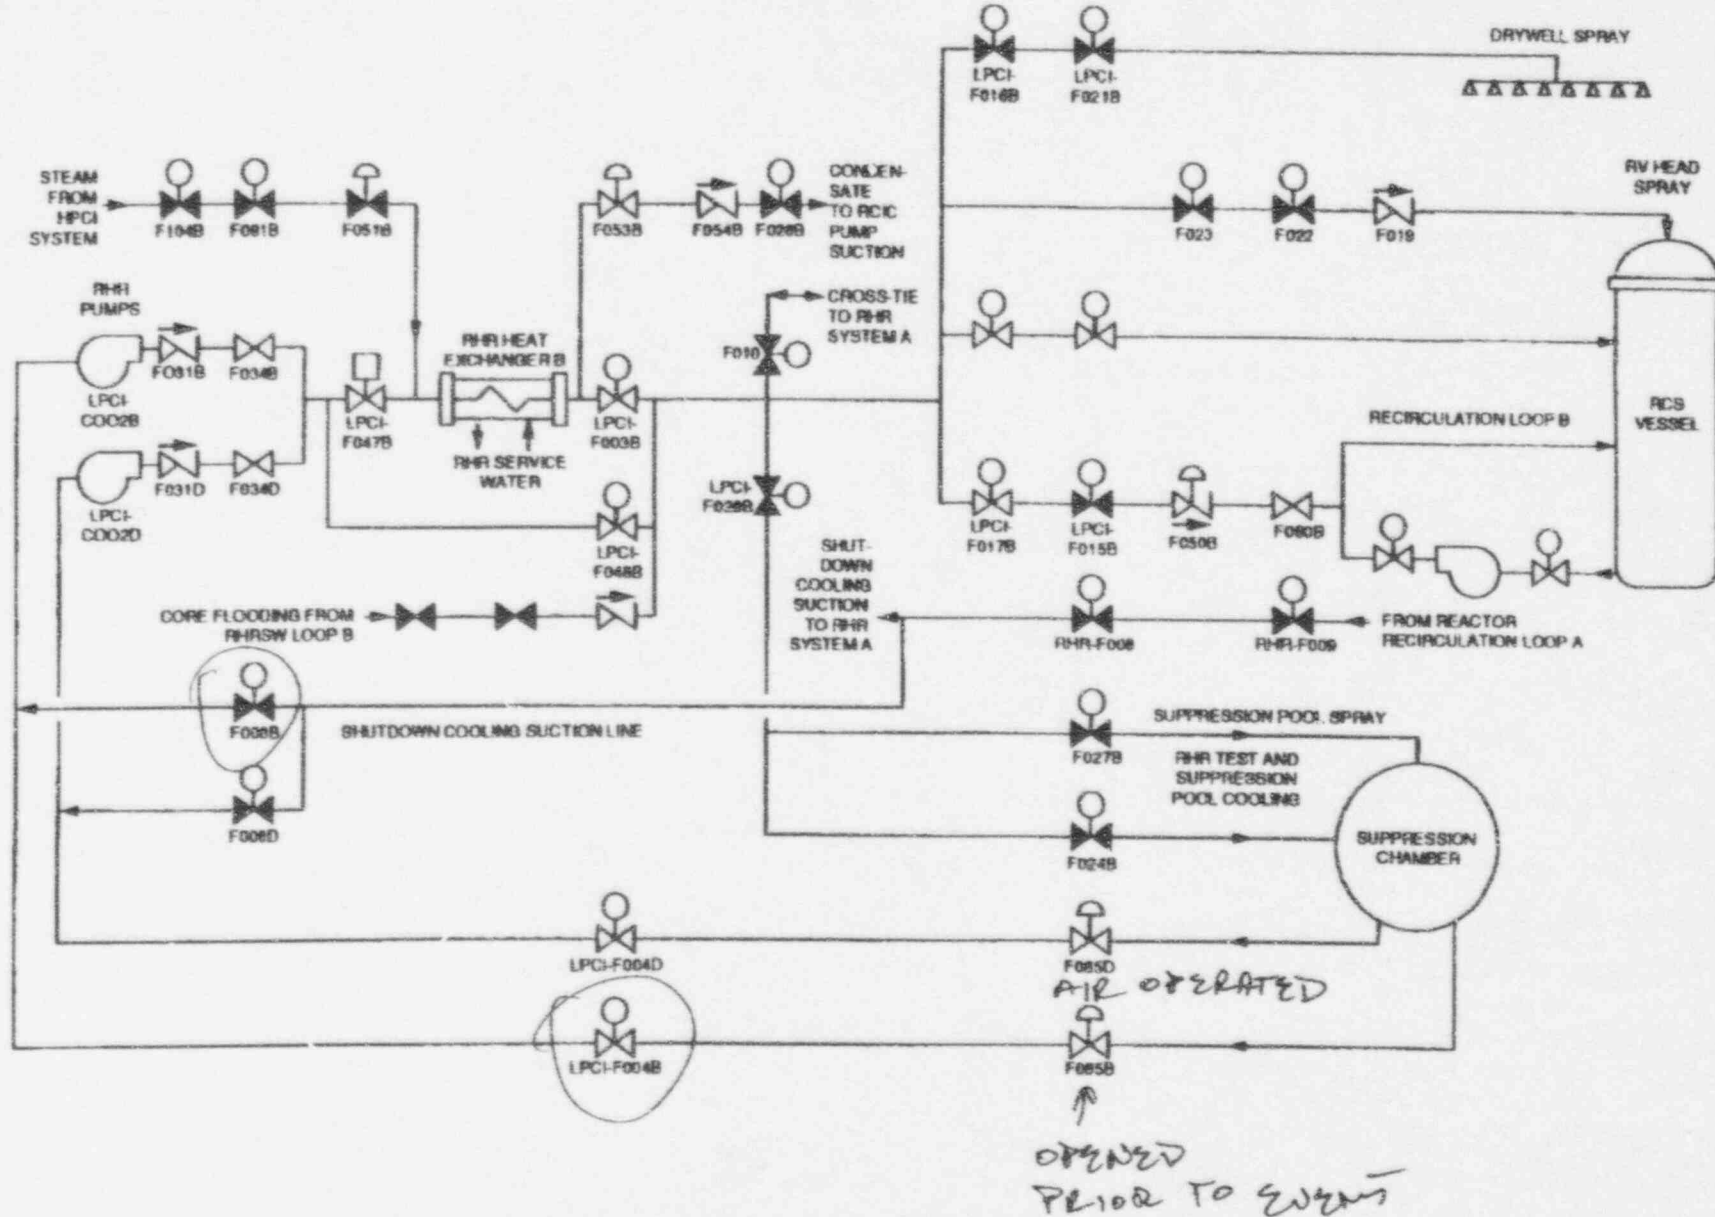 DRYWELL SPRAY
LPCI-
F016B
LPCI-
F021B
STEAM
FROM
HPCI
SYSTEM
F104B
F051B
F053B
F054B
CONDEN-
SATE
TO RCIC
PUMP
SUCTION
RV HEAD
SPRAY
F023
F022
F019
RHR
PUMPS
F031B
F034B
LPCI-
COO2B
LPCI-
F047B
RHR HEAT
EXCHANGER B
LPCI-
F003B
F010
CROSS-TIE
TO RHR
SYSTEM A
RHR SERVICE
WATER
RCS
VESSEL
RECIRCULATION LOOP B
F031D
F034D
LPCI-
COO2D
LPCI-
F048B
LPCI-
F028B
LPCI-
F017B
LPCI-
F015B
F050B
F060B
SHUT-
DOWN
COOLING
SUCTION
TO RHR
SYSTEM A
CORE FLOODING FROM
RHRSW LOOP B
RHR-F008
RHR-F009
FROM REACTOR
RECIRCULATION LOOP A
SHUTDOWN COOLING SUCTION LINE
F006D
F027B
SUPPRESSION POOL SPRAY
RHR TEST AND
SUPPRESSION
POOL COOLING
F024B
SUPPRESSION
CHAMBER
LPCI-F004D
F065D
AIR OPERATED
LPCI-F004B
F065B
OPENED
PRIOR TO EVENT